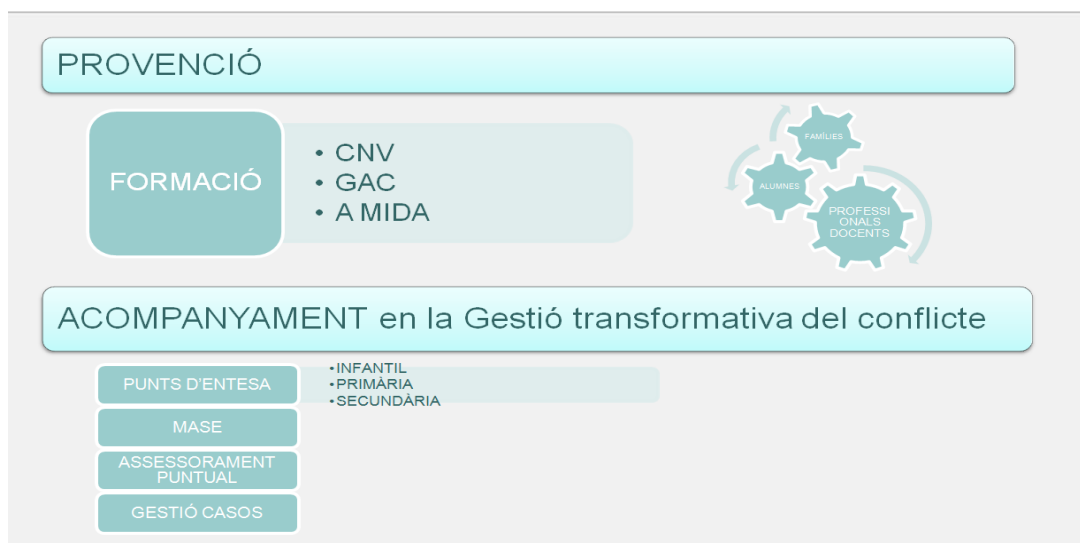 PROVENCIÓ
FORMACIÓ
• CNV
• GAC
• A MIDA
FAMÍLIES
ALUMNES
PROFESSI
ONALS
DOCENTS
ACOMPANYAMENT en la Gestió transformativa del conflicte
PUNTS D'ENTESA
•INFANTIL
•PRIMÀRIA
•SECUNDÀRIA
MASE
ASSESSORAMENT
PUNTUAL
GESTIÓ CASOS